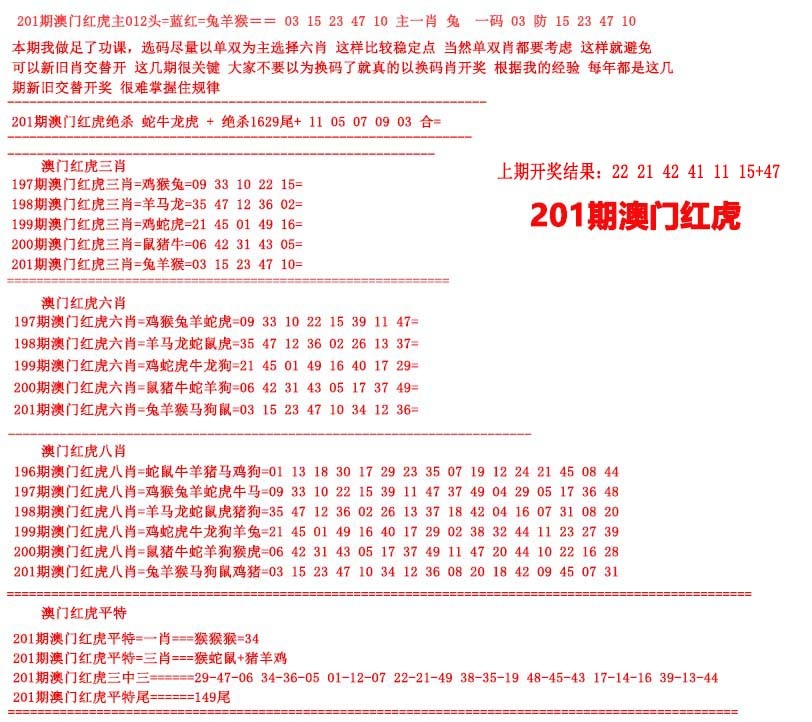 201期澳门红虎主012头=蓝红=兔羊猴＝= 03 15 23 47 10 主一肖 兔 一码 03 防 15 23 47 10
本期我做足了功课，选码尽量以单双为主选择六肖 这样比较稳定点 当然单双肖都要考虑 这样就避免
可以新旧肖交替开 这几期很关键 大家不要以为换码了就真的以换码肖开奖 根据我的经验 每年都是这几
期新旧交替开奖 很难掌握住规律
201期澳门红虎绝杀 蛇牛龙虎 + 绝杀1629尾+ 11 05 07 09 03 合=
澳门红虎三肖
197期澳门红虎三肖=鸡猴兔=09 33 10 22 15=
198期澳门红虎三肖=羊马龙=35 47 12 36 02=
199期澳门红虎三肖=鸡蛇虎=21 45 01 49 16=
200期澳门红虎三肖=鼠猪牛=06 42 31 43 05=
201期澳门红虎三肖=兔羊猴=03 15 23 47 10=
上期开奖结果：22 21 42 41 11 15+47
201期澳门红虎
澳门红虎六肖
197期澳门红虎六肖=鸡猴兔羊蛇虎=09 33 10 22 15 39 11 47=
198期澳门红虎六肖=羊马龙蛇鼠虎=35 47 12 36 02 26 13 37=
199期澳门红虎六肖=鸡蛇虎牛龙狗=21 45 01 49 16 40 17 29=
200期澳门红虎六肖=鼠猪牛蛇羊狗=06 42 31 43 05 17 37 49=
201期澳门红虎六肖=兔羊猴马狗鼠=03 15 23 47 10 34 12 36=
澳门红虎八肖
196期澳门红虎八肖=蛇鼠牛羊猪马鸡狗=01 13 18 30 17 29 23 35 07 19 12 24 21 45 08 44
197期澳门红虎八肖=鸡猴兔羊蛇虎牛马=09 33 10 22 15 39 11 47 37 49 04 29 05 17 36 48
198期澳门红虎八肖=羊马龙蛇鼠虎猪狗=35 47 12 36 02 26 13 37 18 42 04 16 07 31 08 20
199期澳门红虎八肖=鸡蛇虎牛龙狗羊兔=21 45 01 49 16 40 17 29 02 38 32 44 11 23 27 39
200期澳门红虎八肖=鼠猪牛蛇羊狗猴虎=06 42 31 43 05 17 37 49 11 47 20 44 10 22 16 28
201期澳门红虎八肖=兔羊猴马狗鼠鸡猪=03 15 23 47 10 34 12 36 08 20 18 42 09 45 07 31
澳门红虎平特
201期澳门红虎平特=一肖===猴猴猴=34
201期澳门红虎平特=三肖===猴蛇鼠+猪羊鸡
201期澳门红虎三中三======29-47-06 34-36-05 01-12-07 22-21-49 38-35-19 48-45-43 17-14-16 39-13-44
201期澳门红虎平特尾======149尾